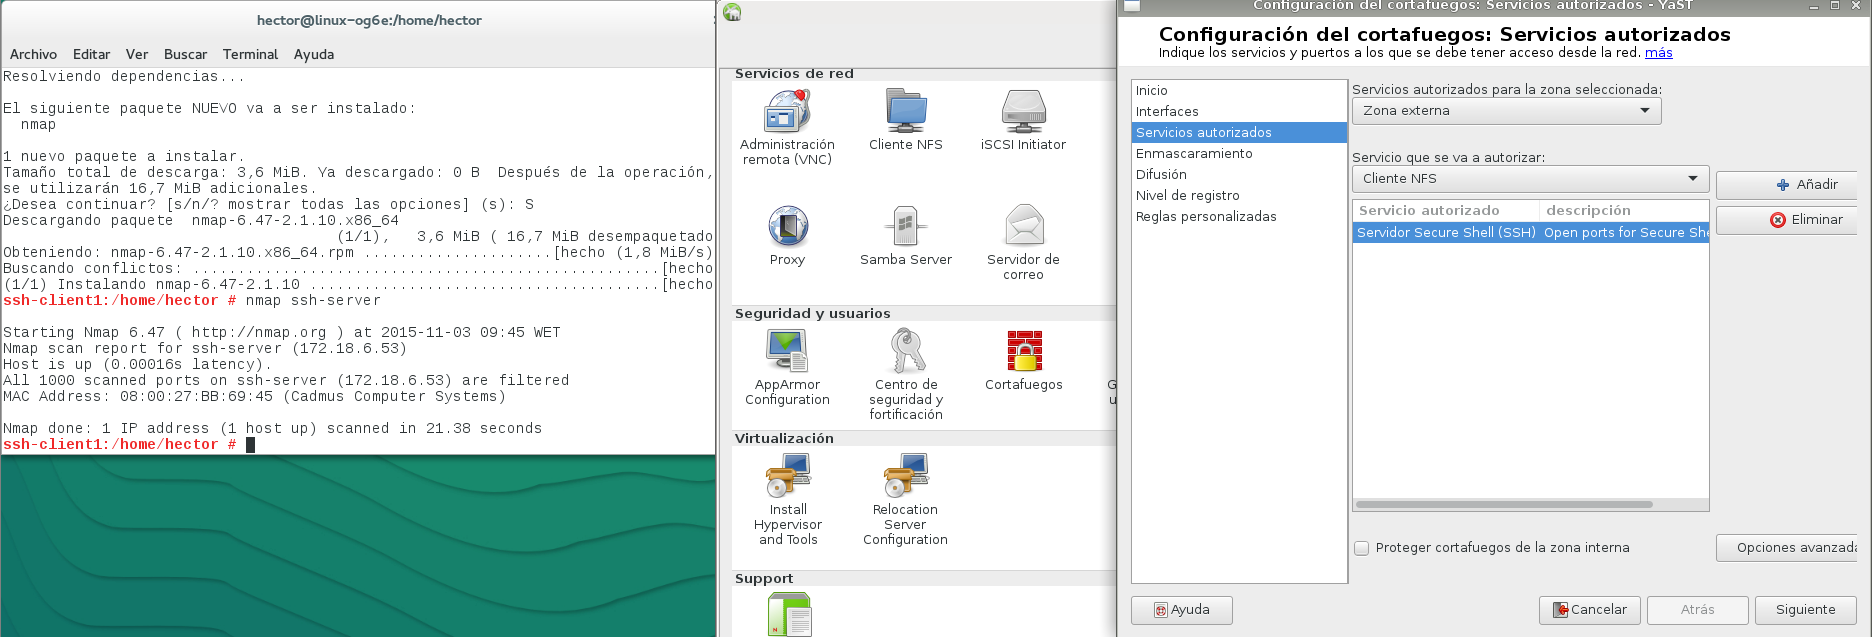 hector@linux-og6e:/home/hector
Archivo Editar Ver Buscar Terminal Ayuda
Resolviendo dependencias...
El siguiente paquete NUEVO va a ser instalado:
nmap
1 nuevo paquete a instalar.
Tamaño total de descarga: 3,6 MiB. Ya descargado: 0 B  Después de la operación,
se utilizarán 16,7 MiB adicionales.
¿Desea continuar? [s/n/? mostrar todas las opciones] (s): S
Descargando paquete  nmap-6.47-2.1.10.x86_64
(1/1),   3,6 MiB ( 16,7 MiB desempaquetado
Obteniendo: nmap-6.47-2.1.10.x86_64.rpm .....................[hecho (1,8 MiB/s)
Buscando conflictos: ....................................................[hecho
(1/1) Instalando nmap-6.47-2.1.10 .......................................[hecho
ssh-client1:/home/hector # nmap ssh-server
Starting Nmap 6.47 ( http://nmap.org ) at 2015-11-03 09:45 WET
Nmap scan report for ssh-server (172.18.6.53)
Host is up (0.00016s latency).
All 1000 scanned ports on ssh-server (172.18.6.53) are filtered
MAC Address: 08:00:27:BB:69:45 (Cadmus Computer Systems)
Nmap done: 1 IP address (1 host up) scanned in 21.38 seconds
ssh-client1:/home/hector #
Servicios de red
Administración
remota (VNC)
Cliente NFS
iSCSI Initiator
Proxy
Samba Server
Servidor de
correo
Seguridad y usuarios
AppArmor
Configuration
Centro de
seguridad y
fortificación
Cortafuegos
G
u
Virtualización
Install
Hypervisor
and Tools
Relocation
Server
Configuration
Support
Configuración del cortafuegos: Servicios autorizados - YaST
Configuración del cortafuegos: Servicios autorizados
Indique los servicios y puertos a los que se debe tener acceso desde la red. más
Inicio
Interfaces
Servicios autorizados
Enmascaramiento
Difusión
Nivel de registro
Reglas personalizadas
Servicios autorizados para la zona seleccionada:
Zona externa
Servicio que se va a autorizar:
Cliente NFS
Añadir
Servicio autorizado descripción
Eliminar
Servidor Secure Shell (SSH) Open ports for Secure She
Proteger cortafuegos de la zona interna
Opciones avanzada
Ayuda
Cancelar
Atrás
Siguiente